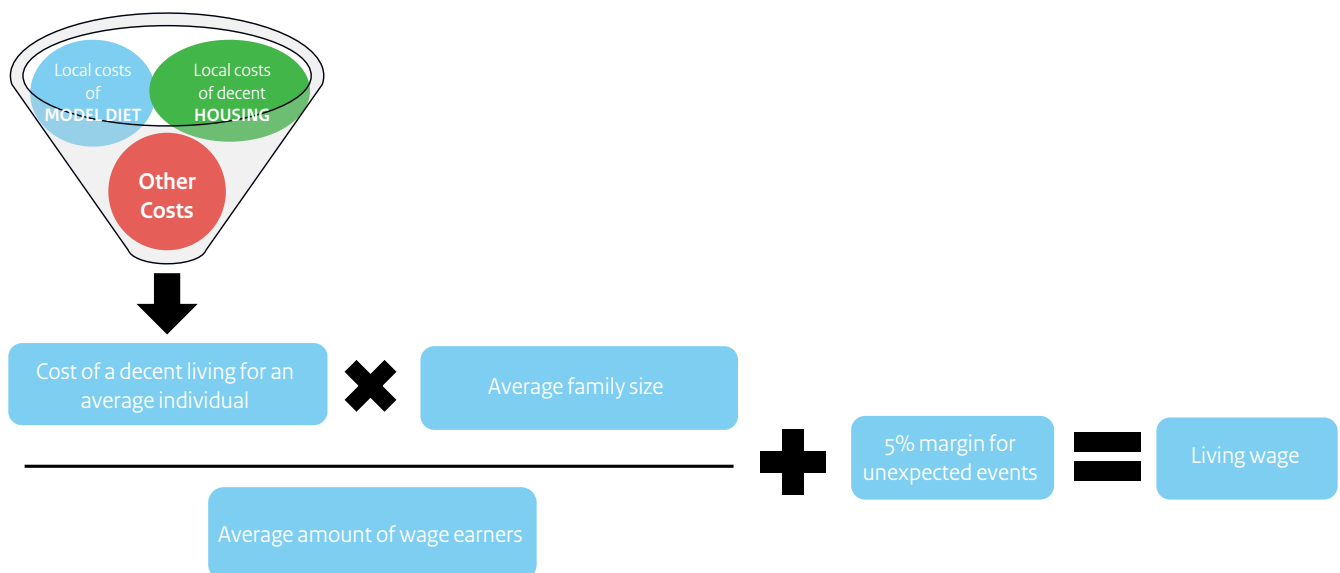 Local costs
of
MODEL DIET
Local costs
of decent
HOUSING
Other
Costs
Cost of a decent living for an
average individual
Average family size
Average amount of wage earners
5% margin for
unexpected events
Living wage